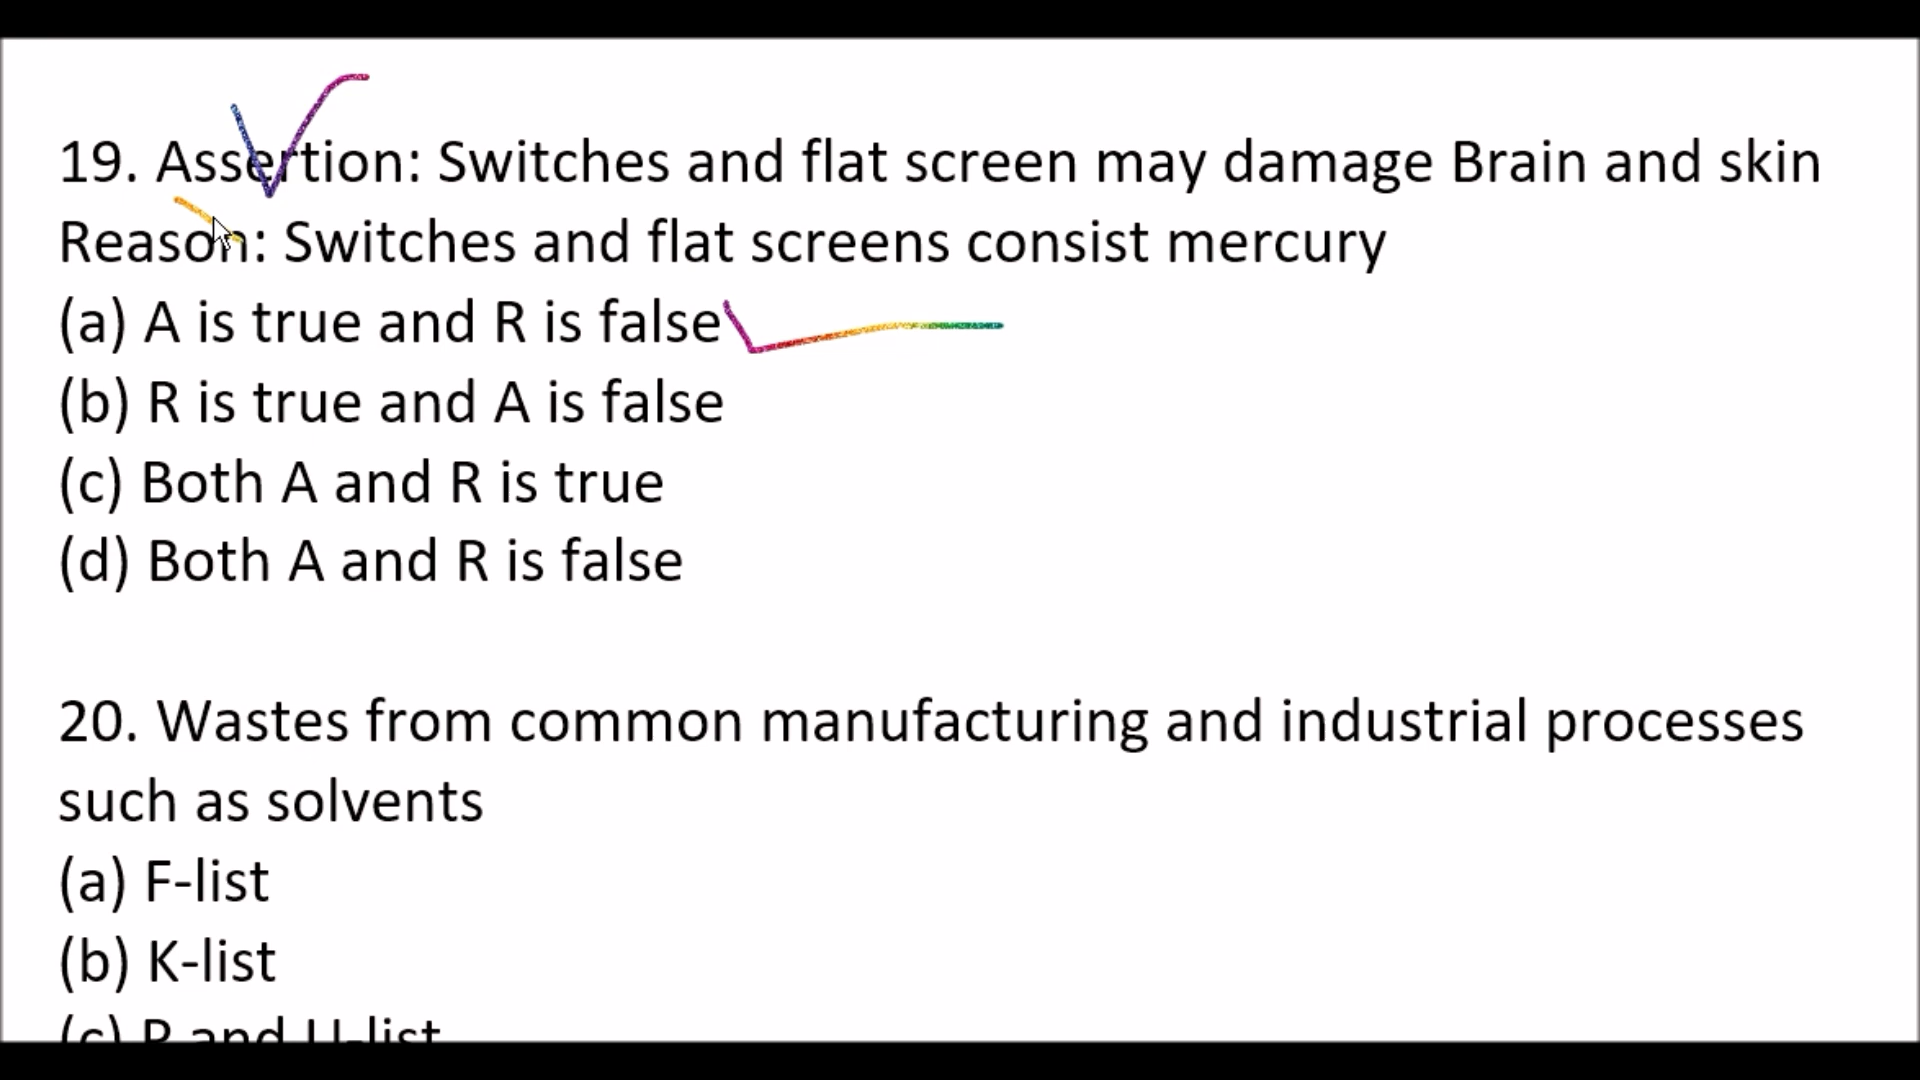 19. Assertion: Switches and flat screen may damage Brain and skin
Reason: Switches and flat screens consist mercury
(a) A is true and R is false
(b) R is true and A is false
(c) Both A and R is true
(d) Both A and R is false
20. Wastes from common manufacturing and industrial processes
such as solvents
(a) F-list
(b) K-list
(c) P and U-list